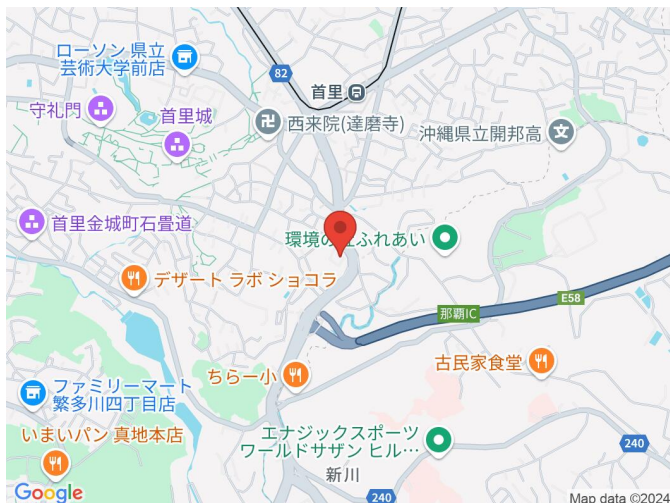 ローソン 県立
芸術大学前店
82
首里
守礼門
首里城
西来院(達磨寺)
沖縄県立開邦高
首里金城町石畳道
環境の
ふれあい
デザート ラボ ショコラ
E58
那覇IC
ちらー小
古民家食堂
ファミリーマート
繁多川四丁目店
エナジックスポーツ
ワールドサザン ヒル…
240
いまいパン 真地本店
新川
240
Google
Map data ©2024